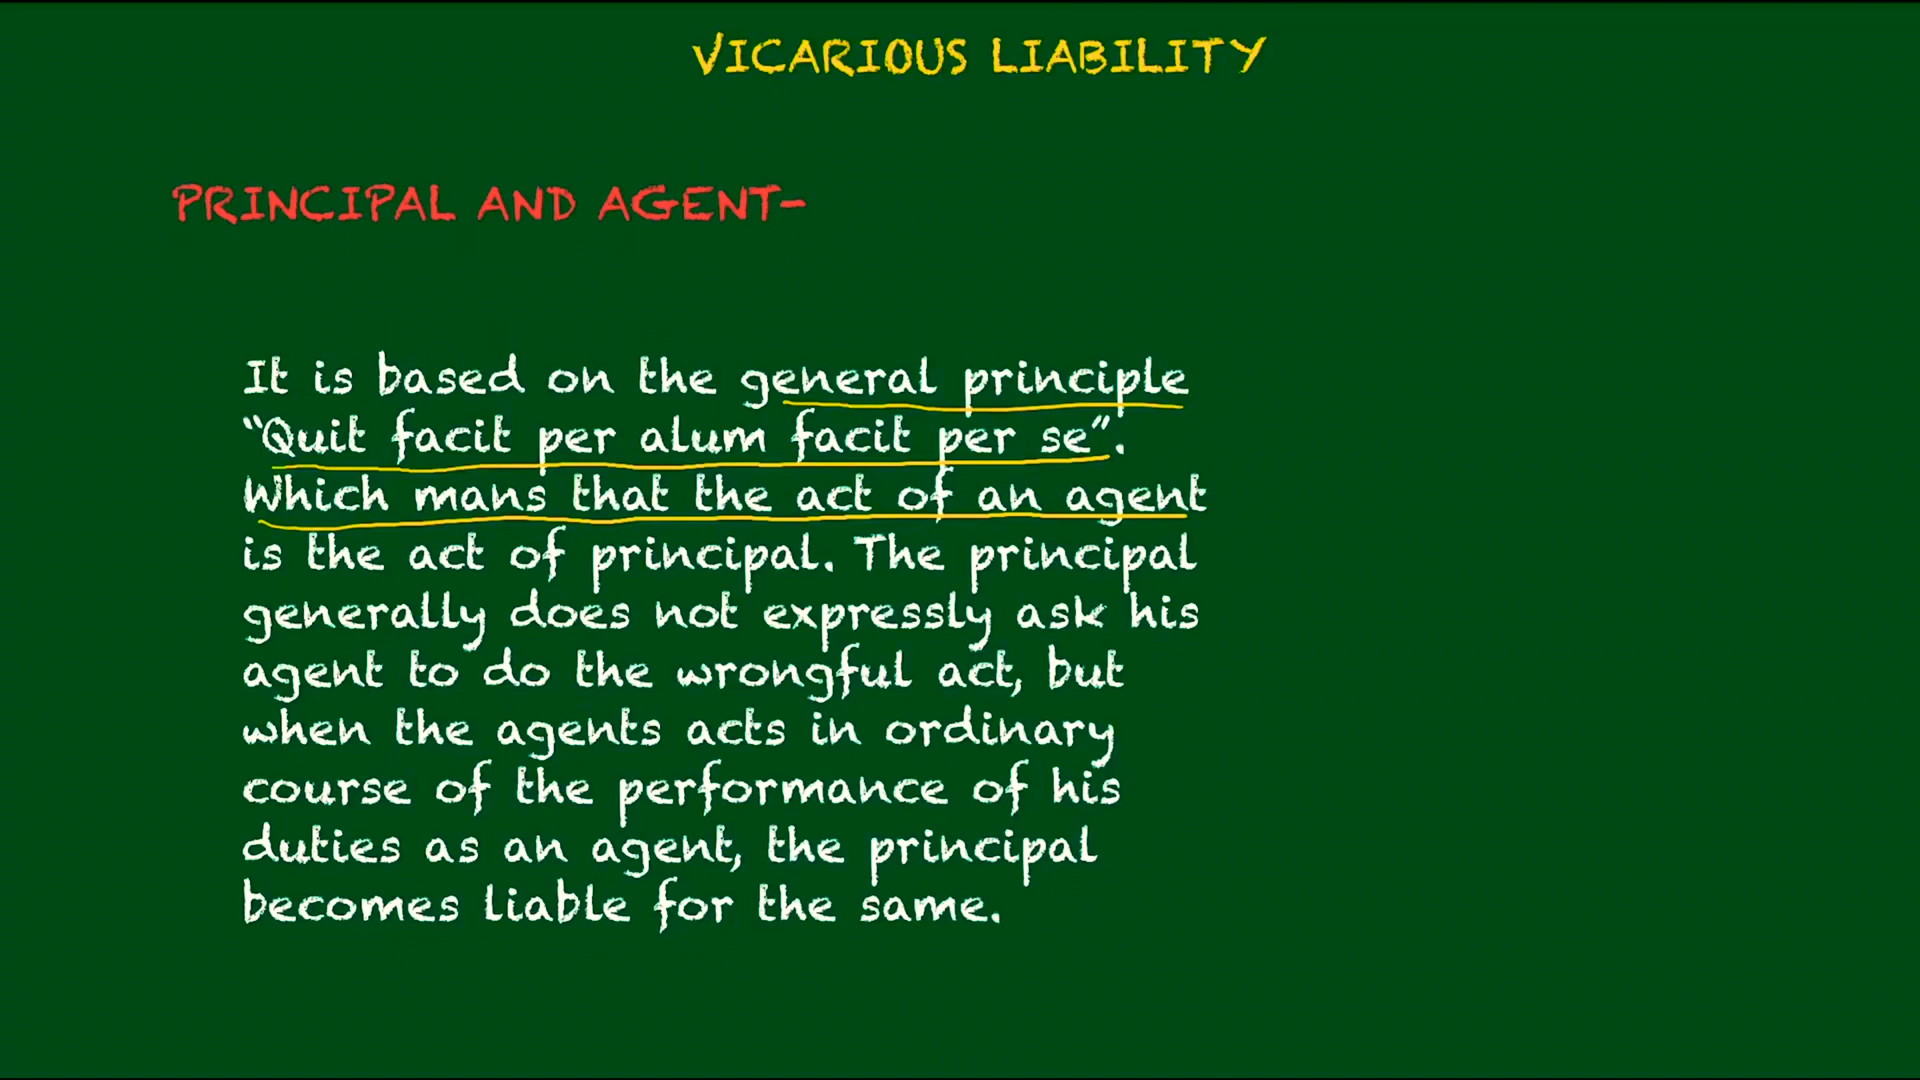 VICARIOUS LIABILITY
PRINCIPAL AND AGENT-
It is based on the general principle
“Quit facit per alum facit per se”.
Which mans that the act of an agent
is the act of principal. The principal
generally does not expressly ask his
agent to do the wrongful act, but
when the agents acts in ordinary
course of the performance of his
duties as an agent, the principal
becomes liable for the same.